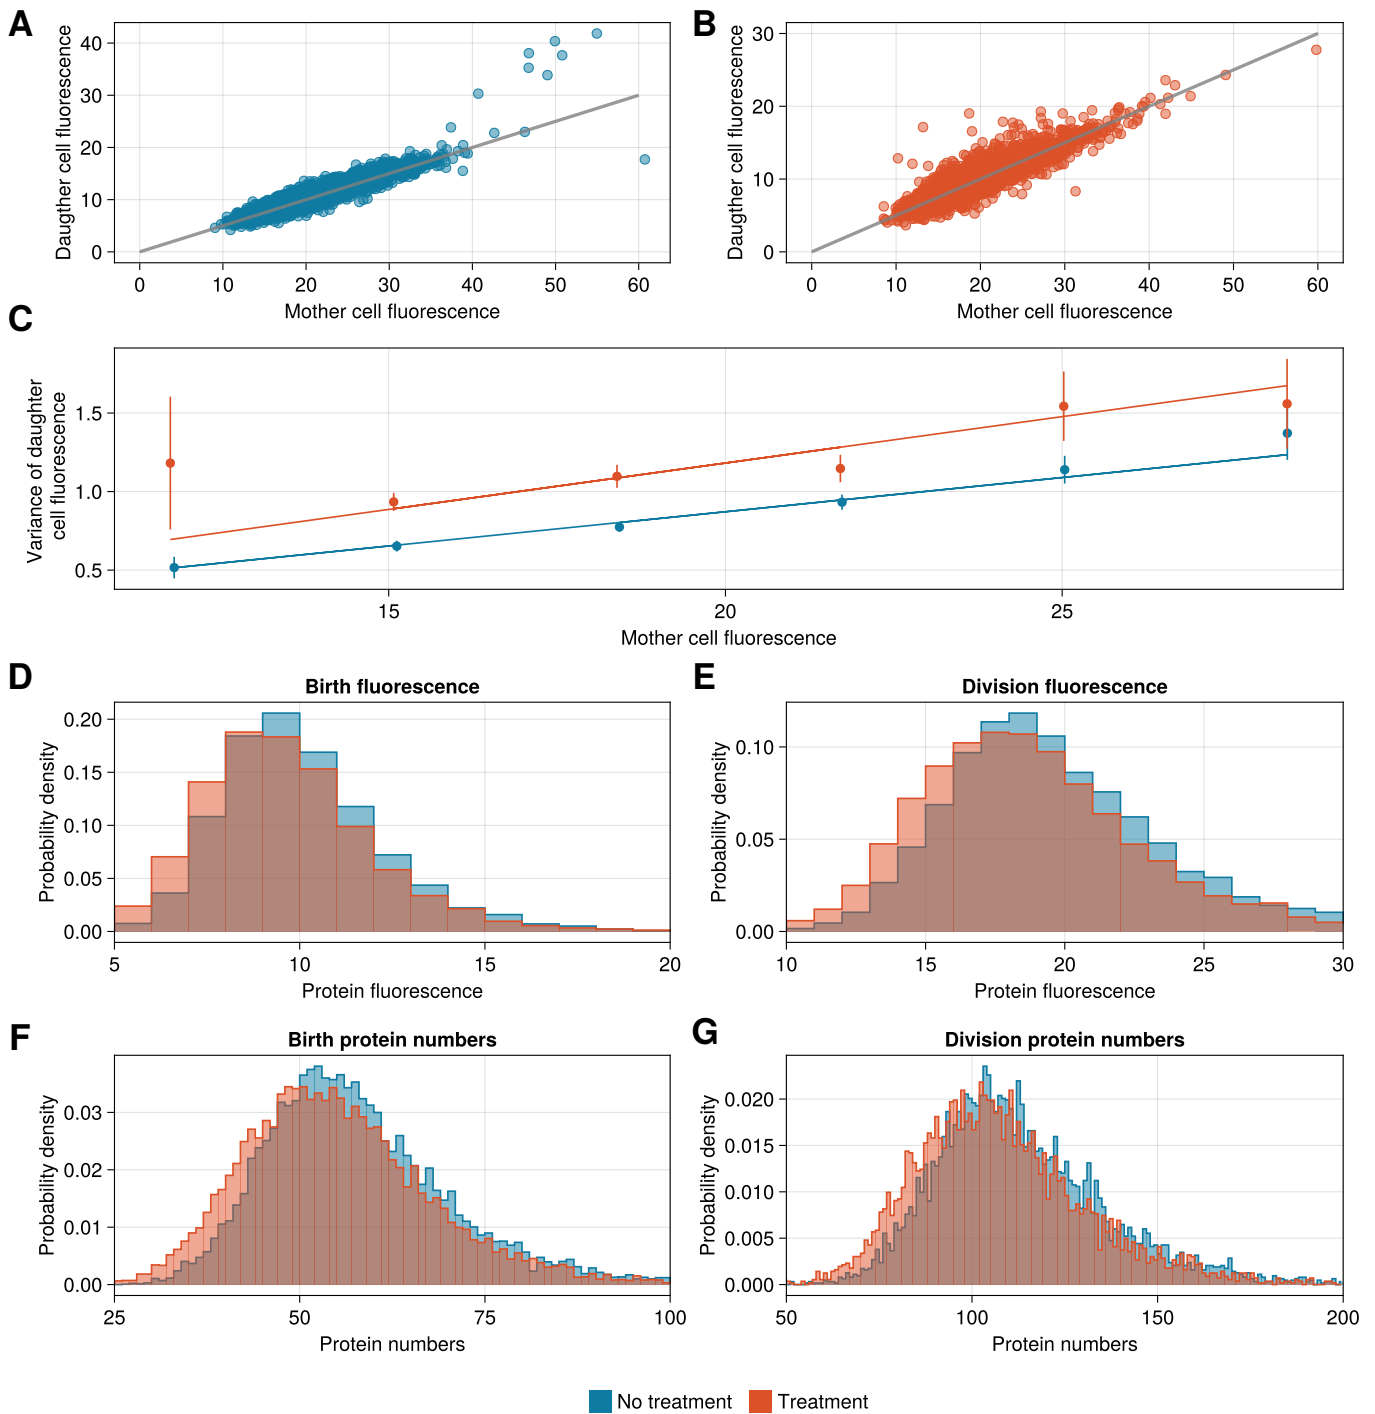 A
Daugther cell fluorescence
40
30
20
10
0
0 10 20 30 40 50 60
Mother cell fluorescence
B
Daugther cell fluorescence
30
20
10
0
0 10 20 30 40 50 60
Mother cell fluorescence
C
Variance of daughter
cell fluorescence
1.5
1.0
0.5
15 20 25
Mother cell fluorescence
D
Birth fluorescence
Probability density
0.20
0.15
0.10
0.05
0.00
5 10 15 20
Protein fluorescence
E
Division fluorescence
Probability density
0.10
0.05
0.00
10 15 20 25 30
Protein fluorescence
F
Birth protein numbers
Probability density
0.03
0.02
0.01
0.00
25 50 75 100
Protein numbers
G
Division protein numbers
Probability density
0.020
0.015
0.010
0.005
0.000
50 100 150 200
Protein numbers
No treatment Treatment